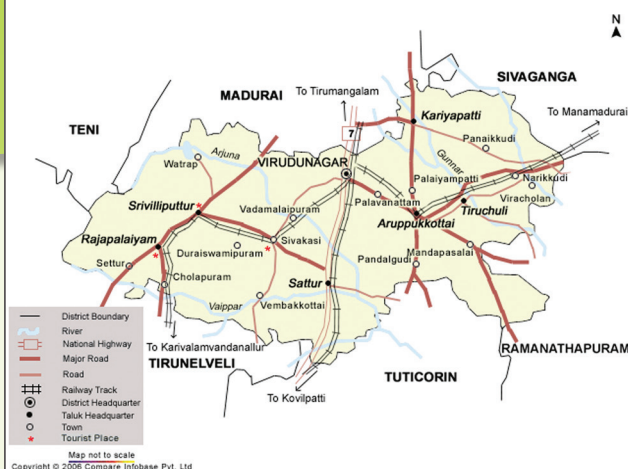 N
SIVAGANGA
MADURAI
To Tirumangalam
To Manamadurai
7
Kariyapatti
TENI
Panaikkudi
Arjuna
Gunnar
Watrap
VIRUDUNAGAR
Palaiyampatti
Narikkudi
Viracholan
Srivilliputtur
Vadamalaipuram
Palavanattam
Tiruchuli
Aruppukkottai
Rajapalaiyam
Sivakasi
Duraiswamipuram
Mandapasalai
Settur
Pandalgudi
Cholapuram
Sattur
Vaippar
Vembakkottai
District Boundary
River
National Highway
Major Road
Road
Railway Track
District Headquarter
Taluk Headquarter
Town
Tourist Place
To Karivalamvandanallur
TIRUNELVELI
RAMANATHAPURAM
TUTICORIN
To Kovilpatti
Map not to scale
Copyright © 2006 Compare Infobase Pvt. Ltd